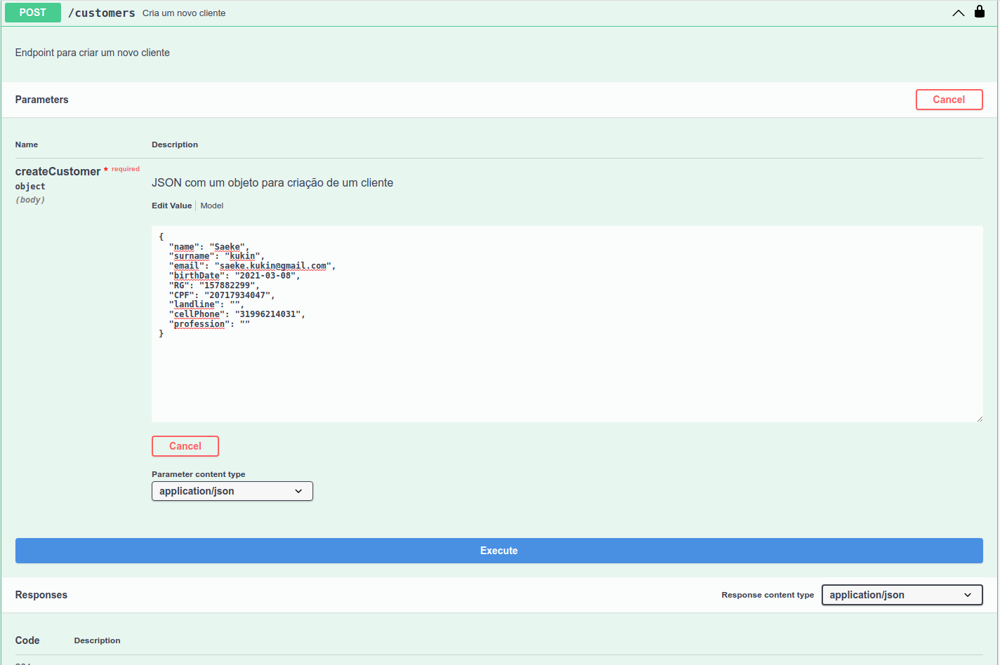 POST /customers Cria um novo cliente
Endpoint para criar um novo cliente
Parameters Cancel
Name Description
createCustomer * required
object
(body)
JSON com um objeto para criação de um cliente
Edit Value Model
{
"name": "Saeke",
"surname": "kukin",
"email": "saeke.kukin@gmail.com",
"birthDate": "2021-03-08",
"RG": "157882299",
"CPF": "20717934047",
"landline": "",
"cellPhone": "31996214031",
"profession": ""
}
Cancel
Parameter content type
application/json
Execute
Responses Response content type application/json
Code Description